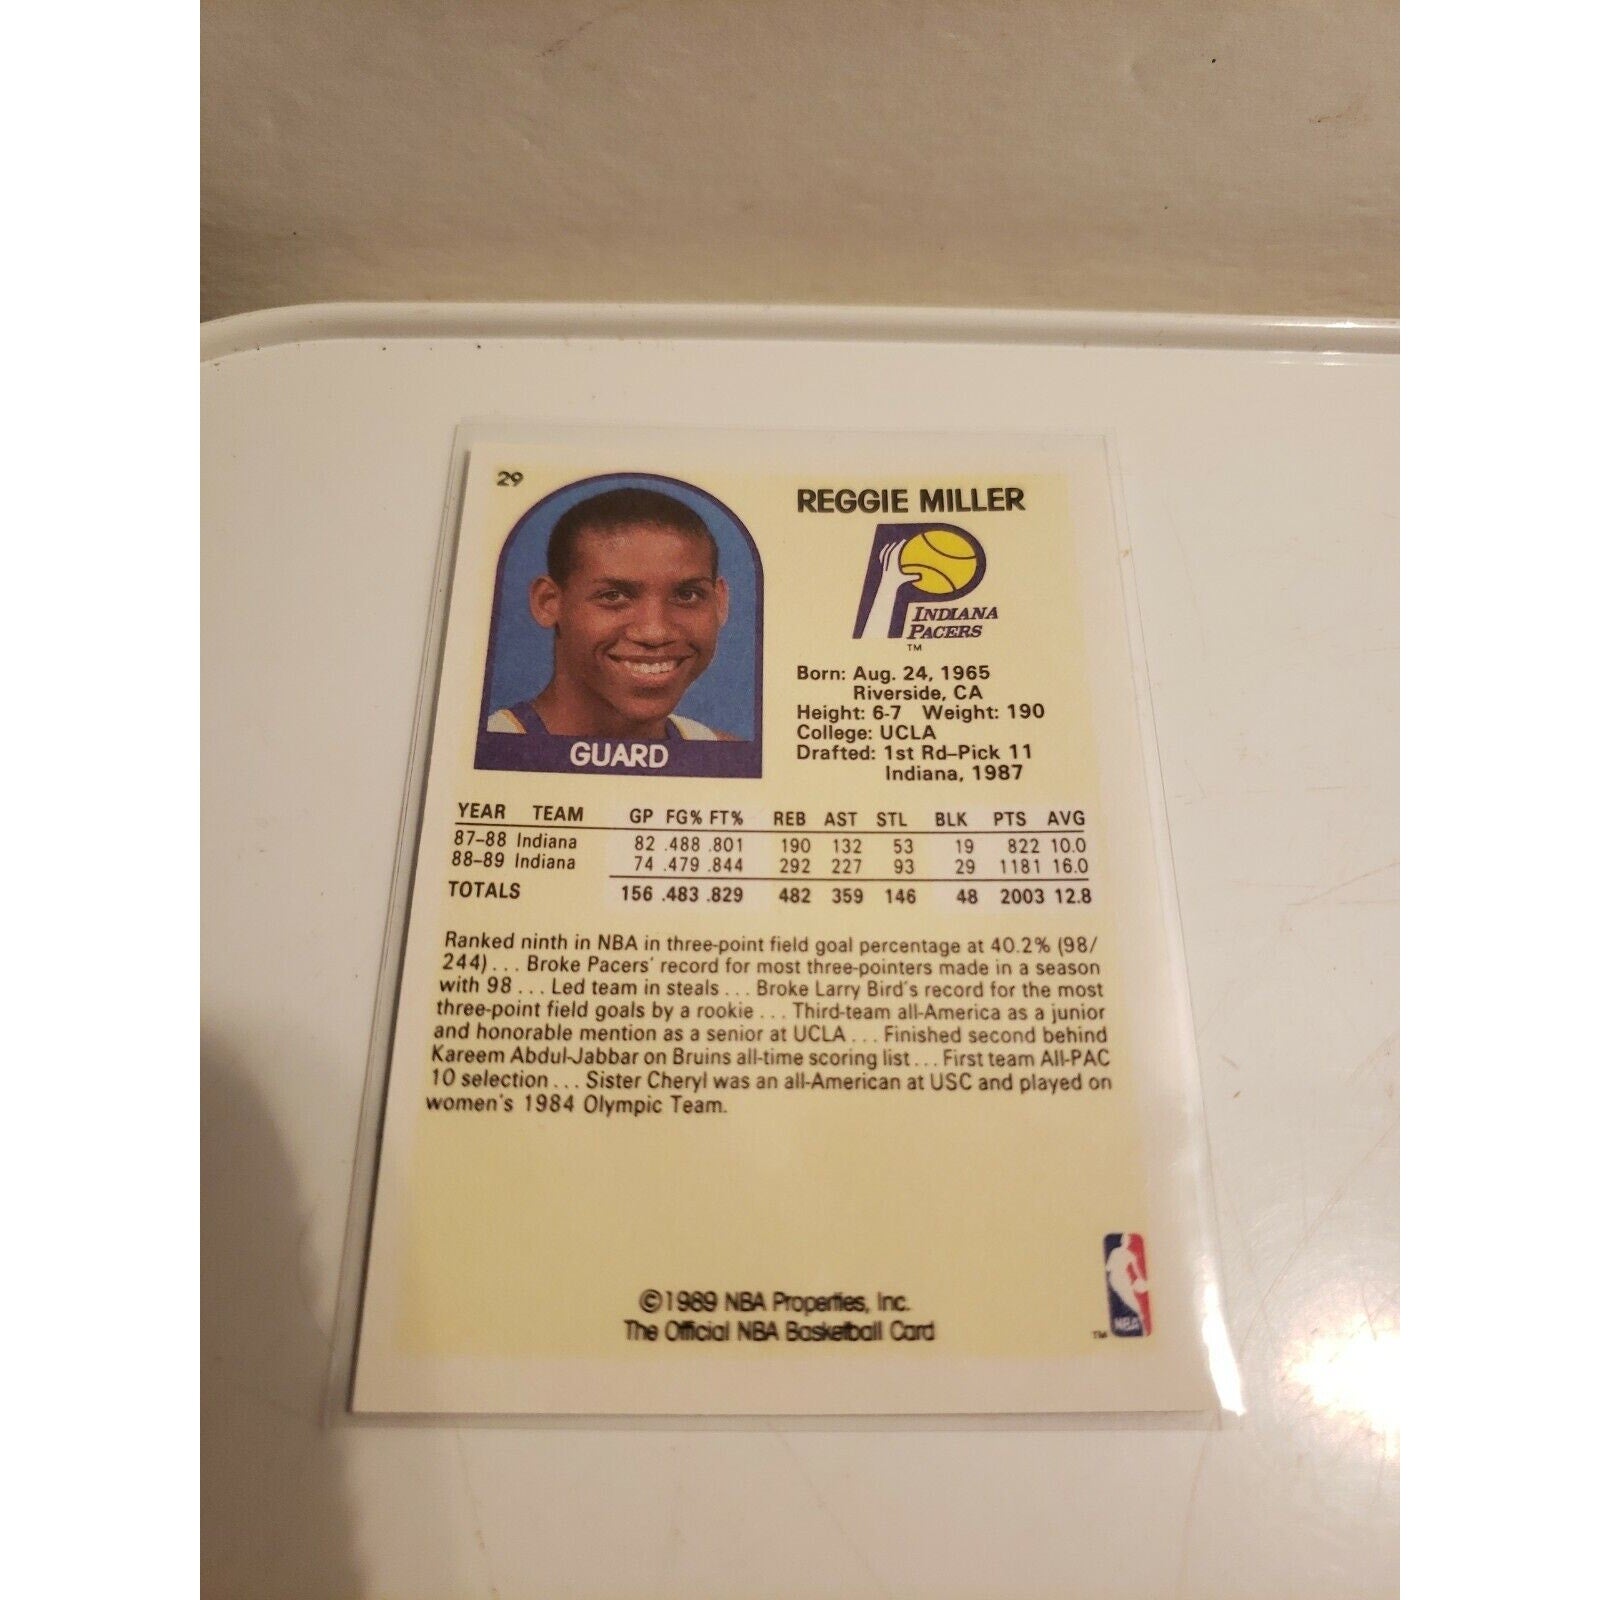 29
REGGIE MILLER
INDIANA
PACERS
TM
GUARD
Born: Aug. 24, 1965
Riverside, CA
Height: 6-7 Weight: 190
College: UCLA
Drafted: 1st Rd–Pick 11
Indiana, 1987
YEAR TEAM GP FG% FT% REB AST STL BLK PTS AVG
87–88 Indiana 82 .488 .801 190 132 53 19 822 10.0
88–89 Indiana 74 .479 .844 292 227 93 29 1181 16.0
TOTALS 156 .483 .829 482 359 146 48 2003 12.8
Ranked ninth in NBA in three-point field goal percentage at 40.2% (98/
244) . . . Broke Pacers' record for most three-pointers made in a season
with 98 . . . Led team in steals . . . Broke Larry Bird's record for the most
three-point field goals by a rookie . . . Third-team all-America as a junior
and honorable mention as a senior at UCLA . . . Finished second behind
Kareem Abdul-Jabbar on Bruins all-time scoring list . . . First team All-PAC
10 selection . . . Sister Cheryl was an all-American at USC and played on
women's 1984 Olympic Team.
©1989 NBA Properties, Inc.
The Official NBA Basketball Card
TM NBA